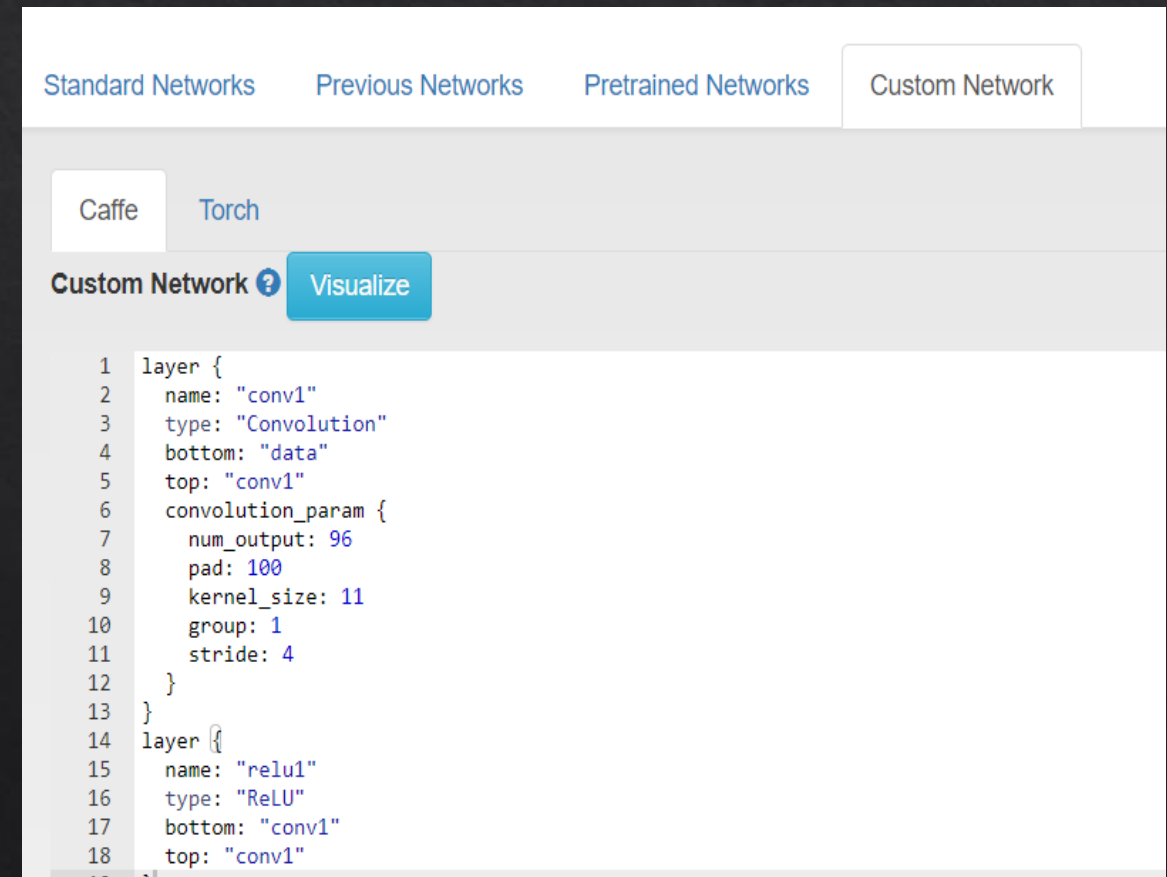 Standard Networks Previous Networks Pretrained Networks Custom Network
Caffe Torch
Custom Network ? Visualize
1 layer {
2 name: "conv1"
3 type: "Convolution"
4 bottom: "data"
5 top: "conv1"
6 convolution_param {
7 num_output: 96
8 pad: 100
9 kernel_size: 11
10 group: 1
11 stride: 4
12 }
13 }
14 layer {
15 name: "relu1"
16 type: "ReLU"
17 bottom: "conv1"
18 top: "conv1"